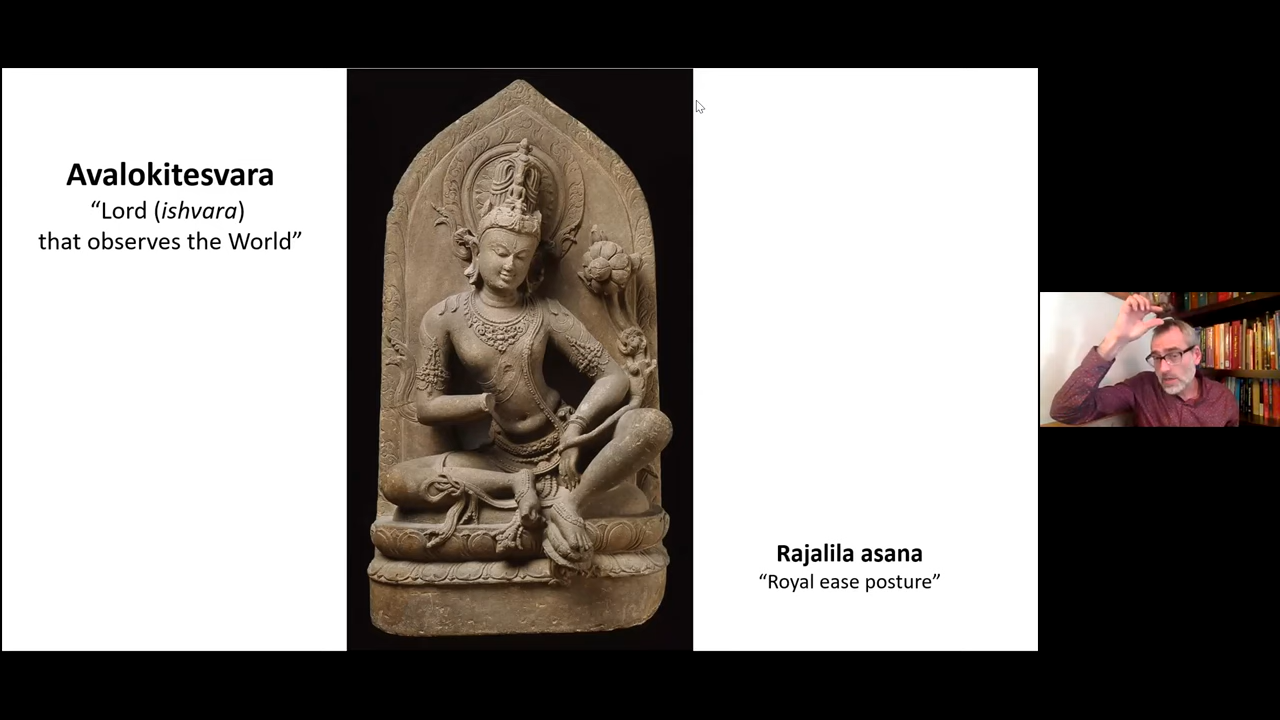 Avalokitesvara
“Lord (ishvara)
that observes the World”
Rajalila asana
“Royal ease posture”